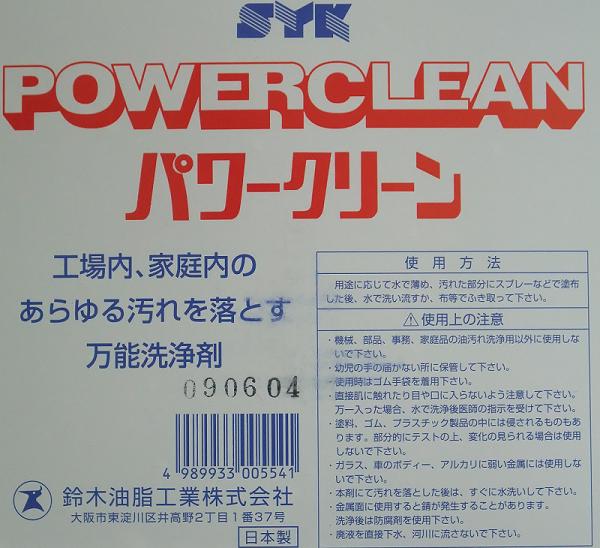 SYK
POWERCLEAN
パワークリーン
工場内、家庭内の
あらゆる汚れを落とす
万能洗浄剤
090604
4 989933 005541
鈴木油脂工業株式会社
大阪市東淀川区井高野2丁目1番37号
日本製
使用方法
用途に応じて水で薄め、汚れた部分にスプレーなどで塗布
した後、水で洗い流すか、布等でふき取って下さい。
⚠使用上の注意
・機械、部品、事務、家庭品の油汚れ洗浄用以外に使用しな
いで下さい。
・幼児の手の届かない所に保管して下さい。
使用時はゴム手袋を着用下さい。
・直接肌に触れたり目や口に入らないよう注意して下さい。
万一入った場合、水で洗浄後医師の指示を受けて下さい。
・塗料、ゴム、プラスチック製品の中には侵されるものもあ
ります。部分的にテストの上、変化の見られる場合は使用
しないで下さい。
・ガラス、車のボディー、アルカリに弱い金属には使用しな
いで下さい。
・本剤にて汚れを落とした後は、すぐに水洗いして下さい。
・金属面に使用すると錆が発生することがあります。
洗浄後は防腐剤を使用下さい。
・廃液を直接下水、河川に流さないで下さい。